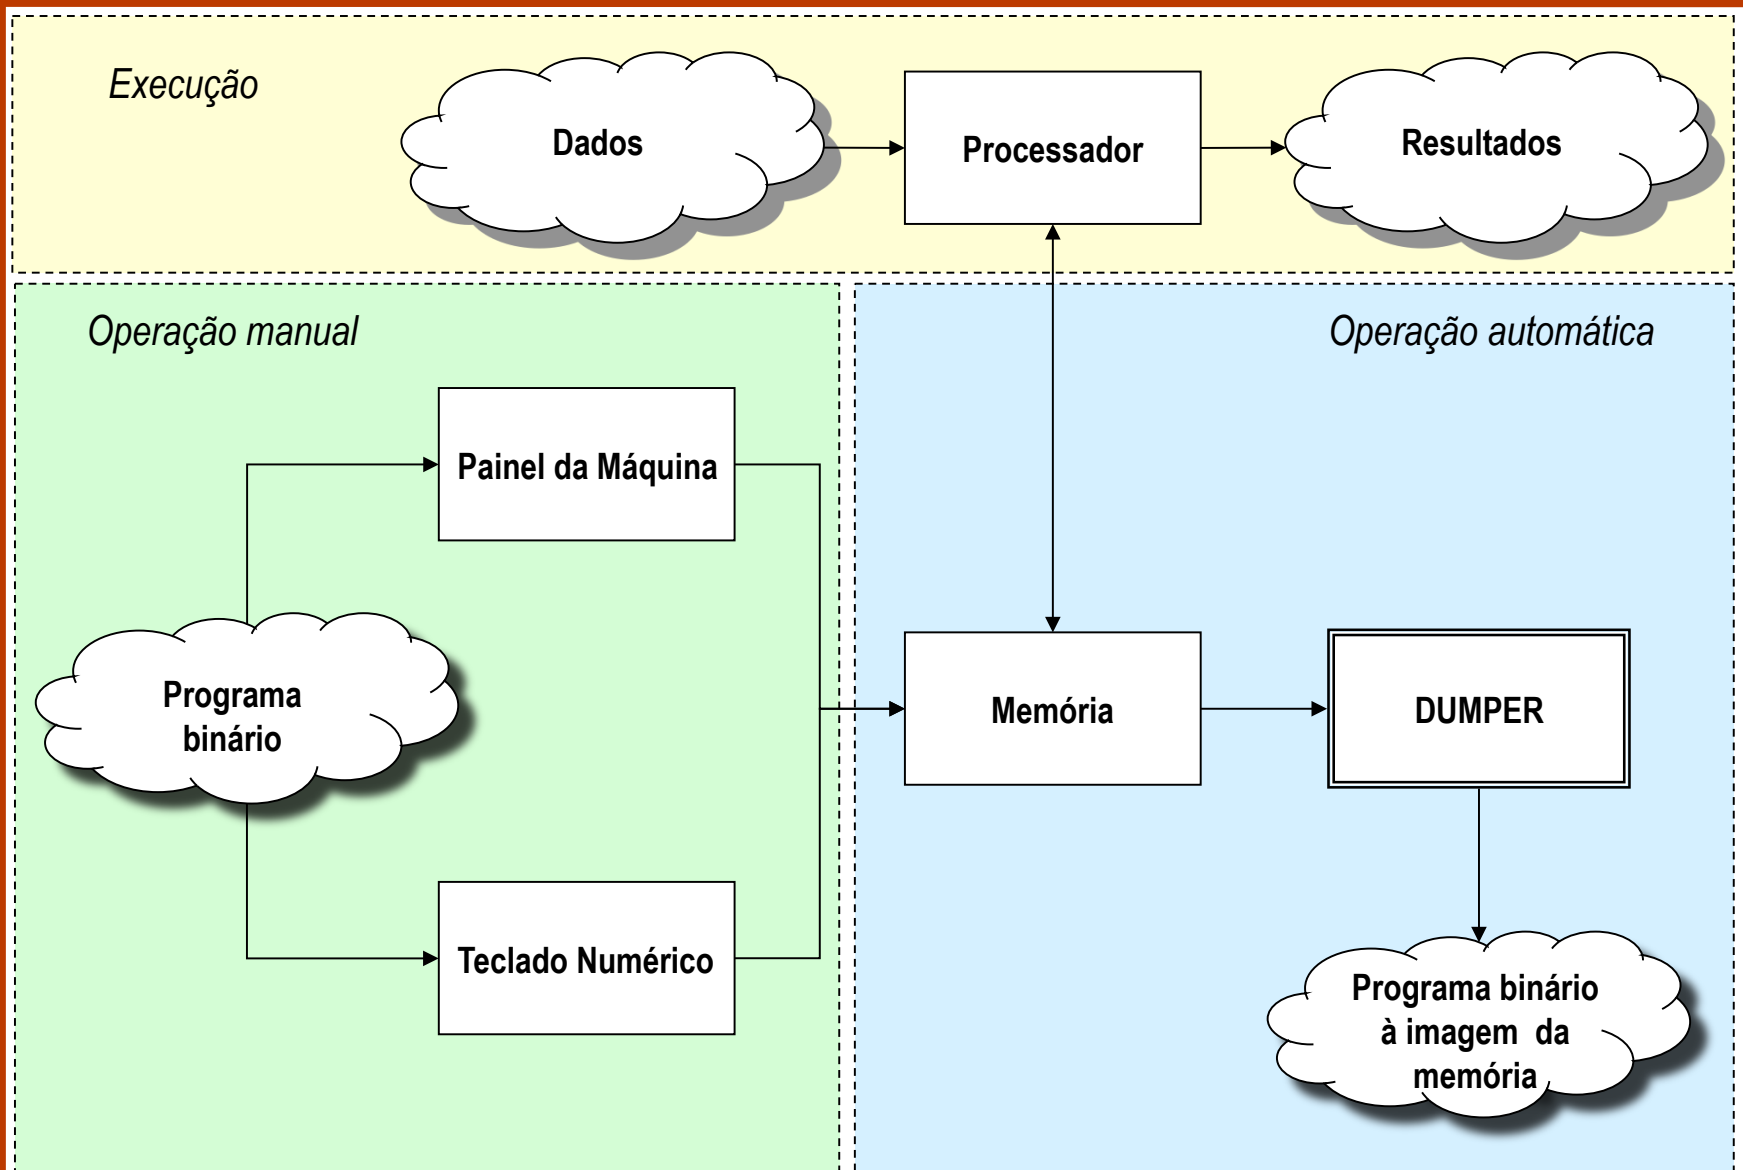 Execução
Dados
Processador
Resultados
Operação manual
Operação automática
Painel da Máquina
Programa
binário
Memória
DUMPER
Teclado Numérico
Programa binário
à imagem da
memória